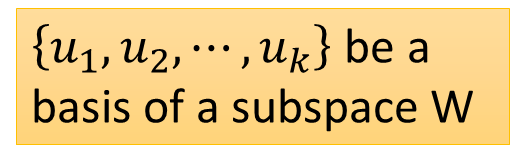 {u₁, u₂, ⋯, uₖ} be a
basis of a subspace W